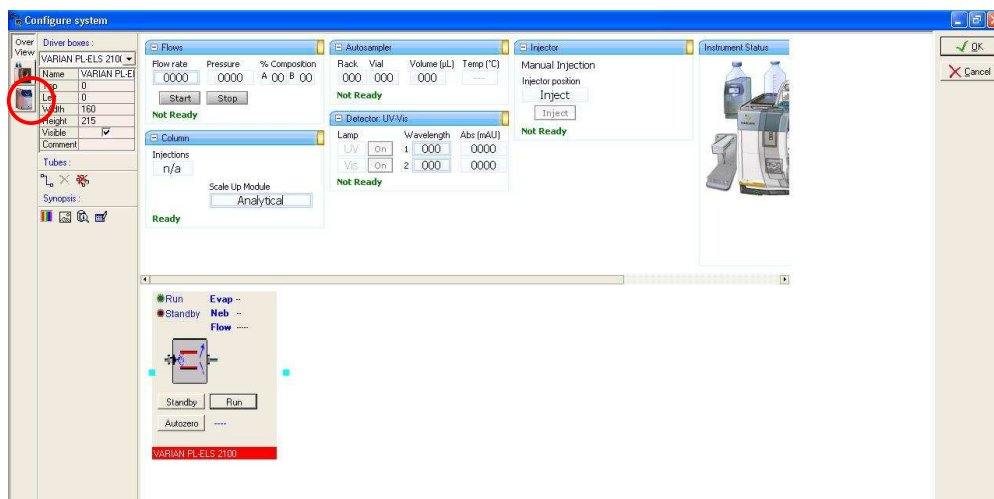 Configure system
Over
View
Driver boxes :
VARIAN PL-ELS 210(
Name VARIAN PL-El
Top 0
Left 0
Width 160
Height 215
Visible
Comment
Tubes :
Synopsis :
Flows
Flow rate Pressure % Composition
0000 0000 A 00 B 00
Start Stop
Not Ready
Column
Injections
n/a
Scale Up Module
Analytical
Ready
Autosampler
Rack Vial Volume (µL) Temp (°C)
000 000 000 ---
Not Ready
Detector: UV-Vis
Lamp Wavelength Abs (mAU)
UV On 1 000 0000
Vis On 2 000 0000
Not Ready
Injector
Manual Injection
Injector position
Inject
Inject
Not Ready
Instrument Status
OK
Cancel
Run Evap --
Standby Neb --
Flow ----
Standby Run
Autozero ----
VARIAN PL-ELS 2100